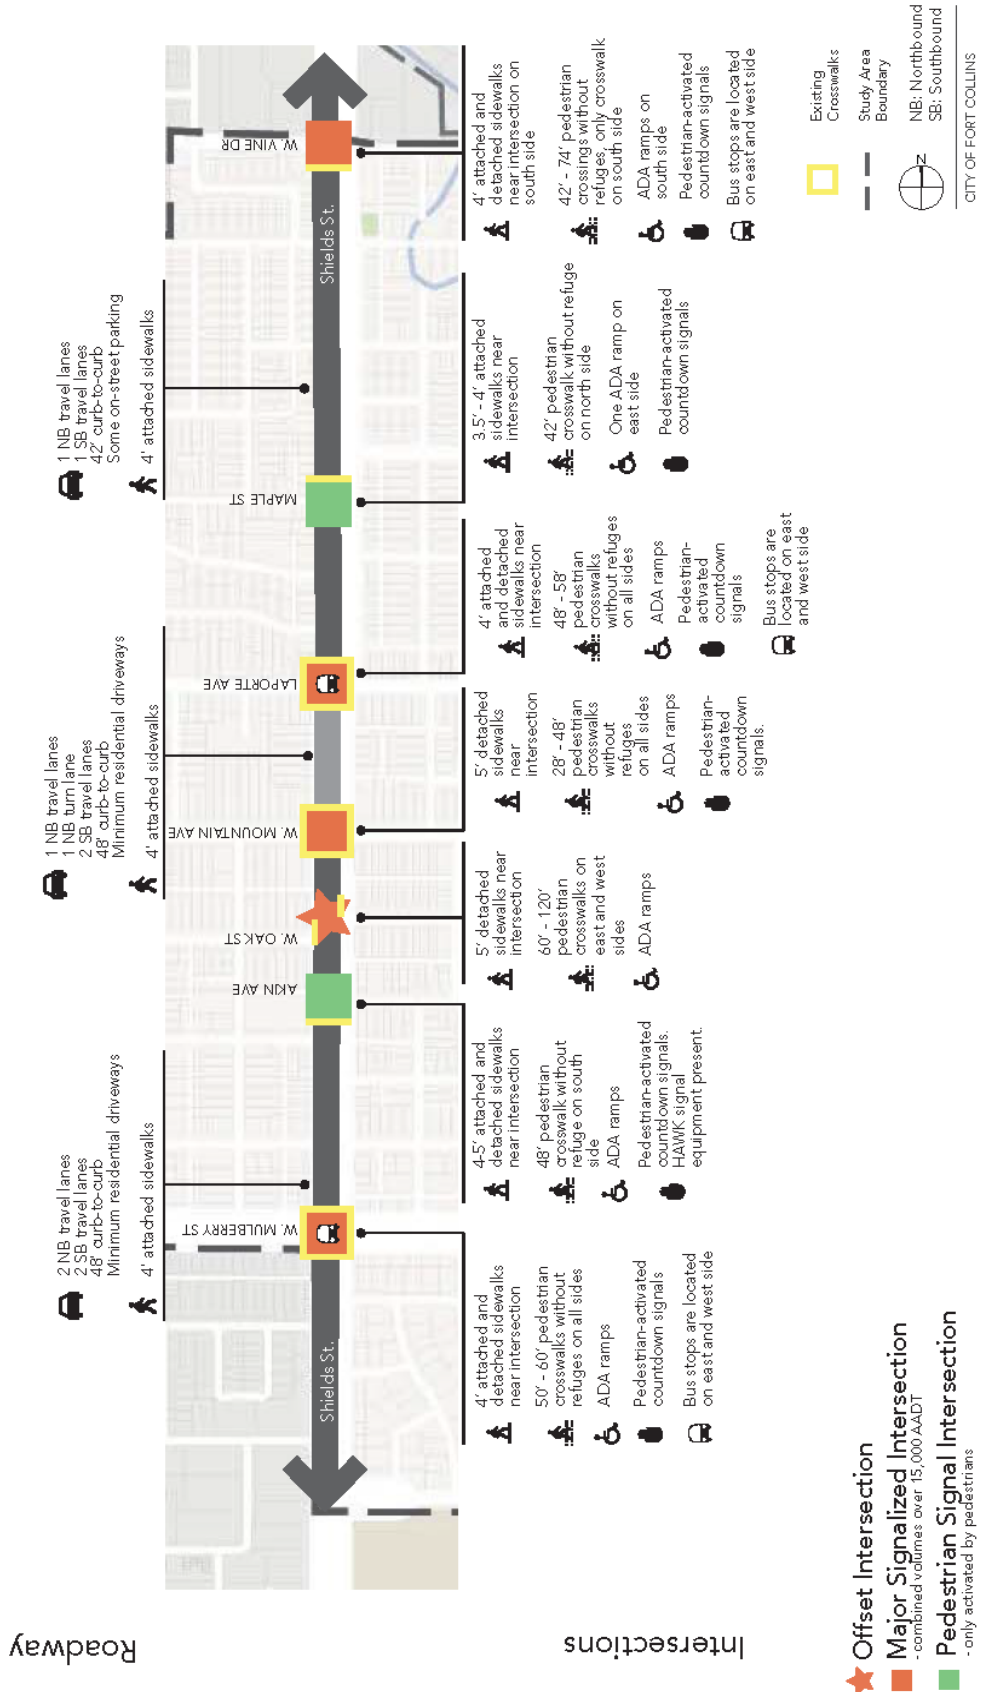 Roadway
2 NB travel lanes
2 SB travel lanes
48' curb-to-curb
Minimum residential driveways
4' attached sidewalks
1 NB travel lanes
1 NB turn lane
2 SB travel lanes
48' curb-to-curb
Minimum residential driveways
4' attached sidewalks
1 NB travel lanes
1 SB travel lanes
42' curb-to-curb
Some on-street parking
4' attached sidewalks
Shields St.
W. MULBERRY ST
AKIN AVE
W. OAK ST
W. MOUNTAIN AVE
LAPORTE AVE
MAPLE ST
Shields St.
W. VINE DR
Intersections
4' attached and
detached sidewalks
near intersection
50' - 60' pedestrian
crosswalks without
refuges on all sides
ADA ramps
Pedestrian-activated
countdown signals
Bus stops are located
on east and west side
4-5' attached and
detached sidewalks
near intersection
48' pedestrian
crosswalk without
refuge on south
side
ADA ramps
Pedestrian-activated
countdown signals.
HAWK signal
equipment present.
5' detached
sidewalks near
intersection
60' - 120'
pedestrian
crosswalks on
east and west
sides
ADA ramps
5' detached
sidewalks
near
intersection
28' - 48'
pedestrian
crosswalks
without
refuges
on all sides
ADA ramps
Pedestrian-
activated
countdown
signals.
4' attached
and detached
sidewalks near
intersection
48' - 58'
pedestrian
crosswalks
without refuges
on all sides
ADA ramps
Pedestrian-
activated
countdown
signals
Bus stops are
located on east
and west side
3.5' - 4' attached
sidewalks near
intersection
42' pedestrian
crosswalk without refuge
on north side
One ADA ramp on
east side
Pedestrian-activated
countdown signals
4' attached and
detached sidewalks
near intersection on
south side
42' - 74' pedestrian
crossings without
refuges, only crosswalk
on south side
ADA ramps on
south side
Pedestrian-activated
countdown signals
Bus stops are located
on east and west side
Offset Intersection
Major Signalized Intersection
- combined volumes over 15,000 AADT
Pedestrian Signal Intersection
- only activated by pedestrians
Existing
Crosswalks
Study Area
Boundary
N
NB: Northbound
SB: Southbound
CITY OF FORT COLLINS